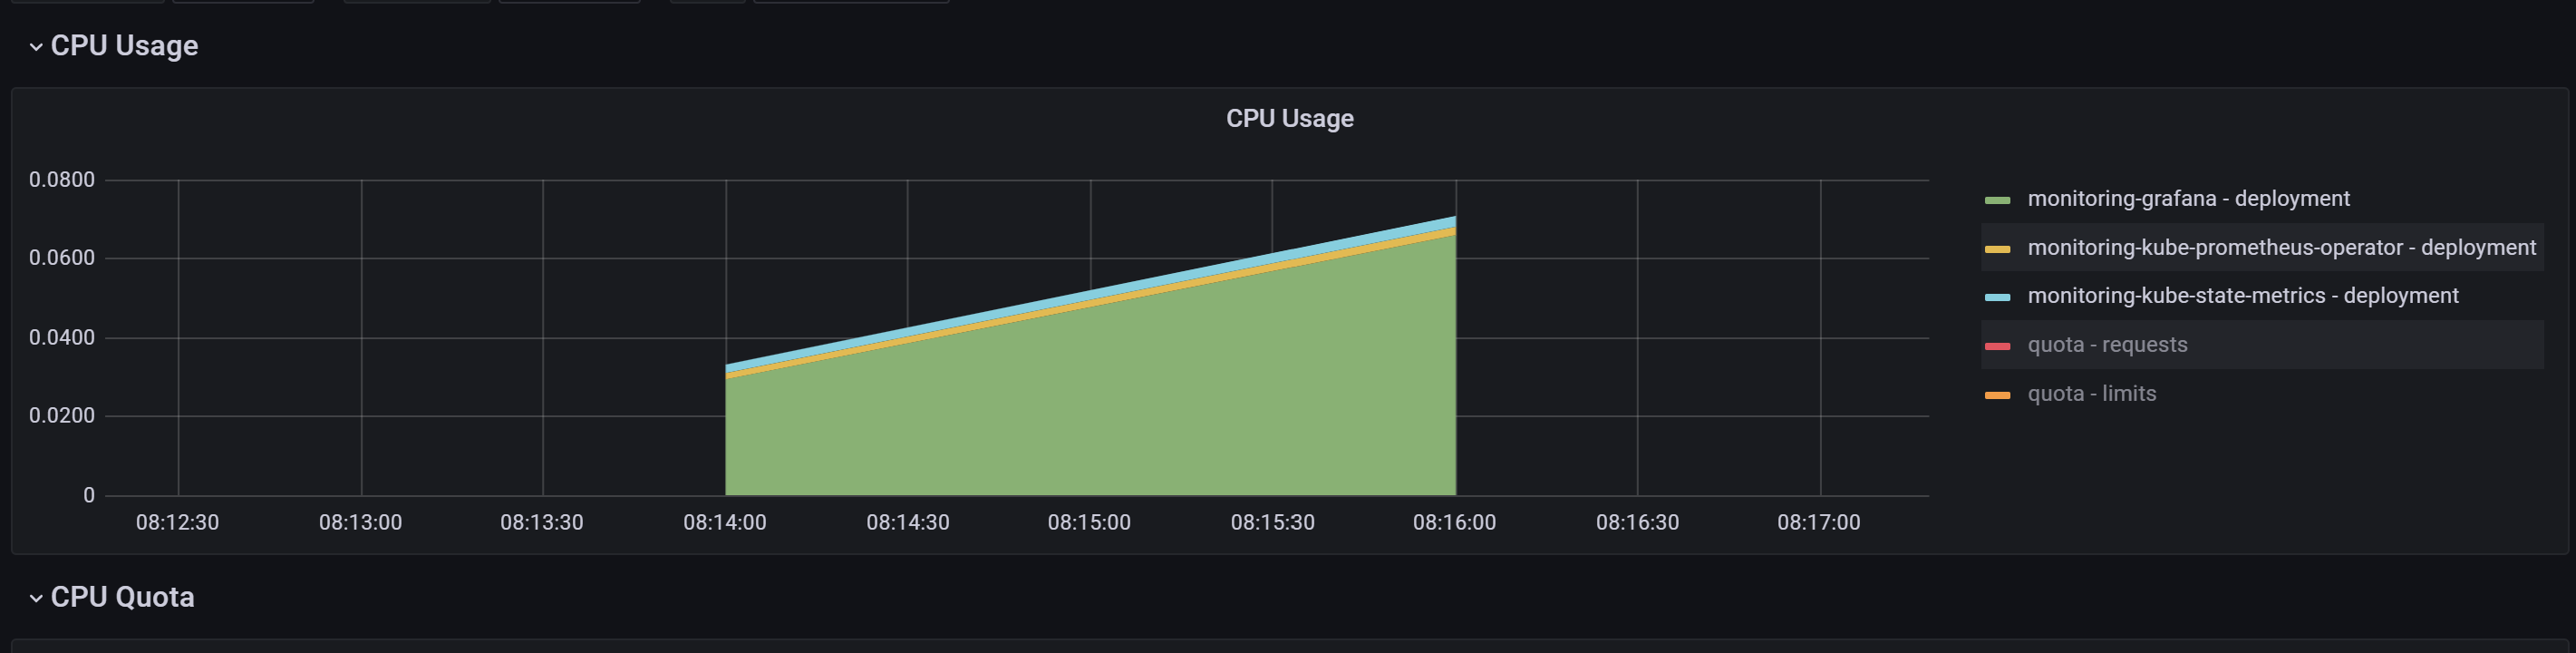 CPU Usage
CPU Usage
0.0800
0.0600
0.0400
0.0200
0
08:12:30 08:13:00 08:13:30 08:14:00 08:14:30 08:15:00 08:15:30 08:16:00 08:16:30 08:17:00
monitoring-grafana - deployment
monitoring-kube-prometheus-operator - deployment
monitoring-kube-state-metrics - deployment
quota - requests
quota - limits
CPU Quota